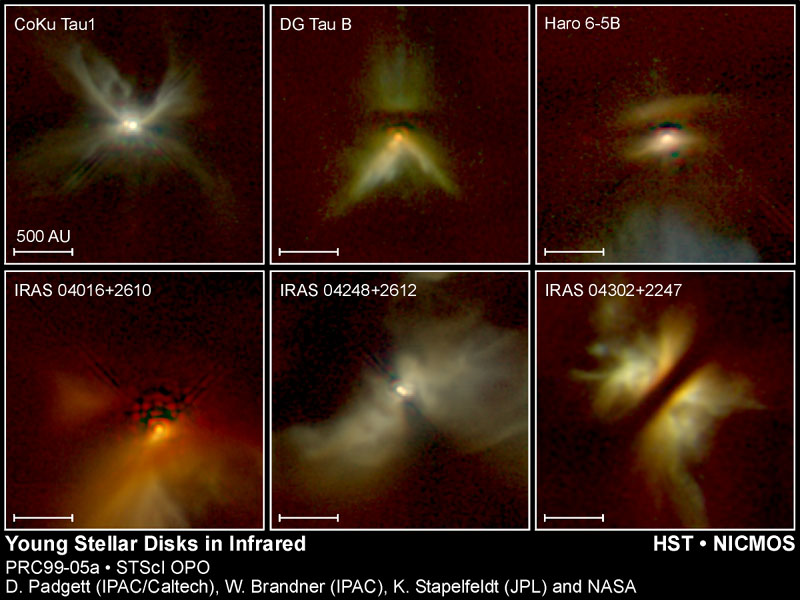 CoKu Tau1
DG Tau B
Haro 6-5B
500 AU
IRAS 04016+2610
IRAS 04248+2612
IRAS 04302+2247
Young Stellar Disks in Infrared
HST • NICMOS
PRC99-05a • STScI OPO
D. Padgett (IPAC/Caltech), W. Brandner (IPAC), K. Stapelfeldt (JPL) and NASA